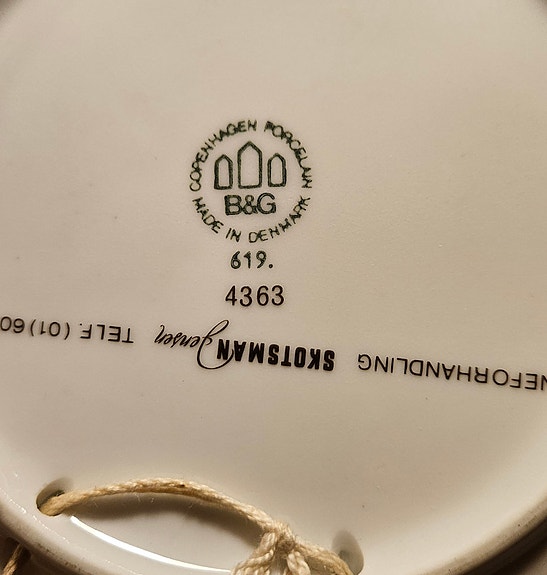 COPENHAGEN PORCELAIN
B&G
MADE IN DENMARK
619.
4363
NEFORHANDLING SKOTSMAN Jensen TELF. (01) 60